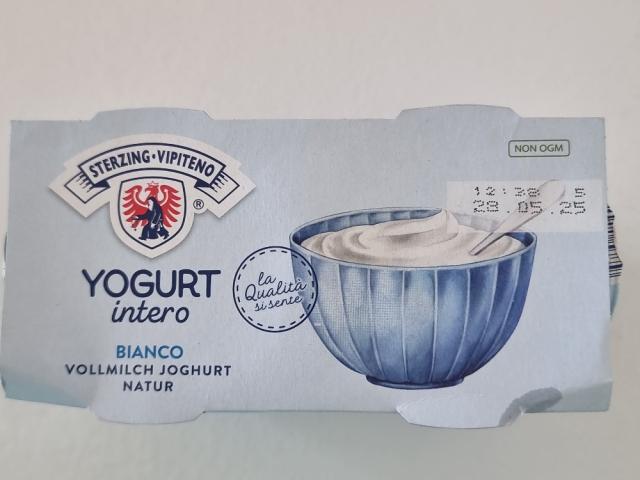 STERZING·VIPITENO
®
YOGURT
intero
BIANCO
VOLLMILCH JOGHURT
NATUR
la
Qualità
si sente
NON OGM
12:38 5
28.05.25